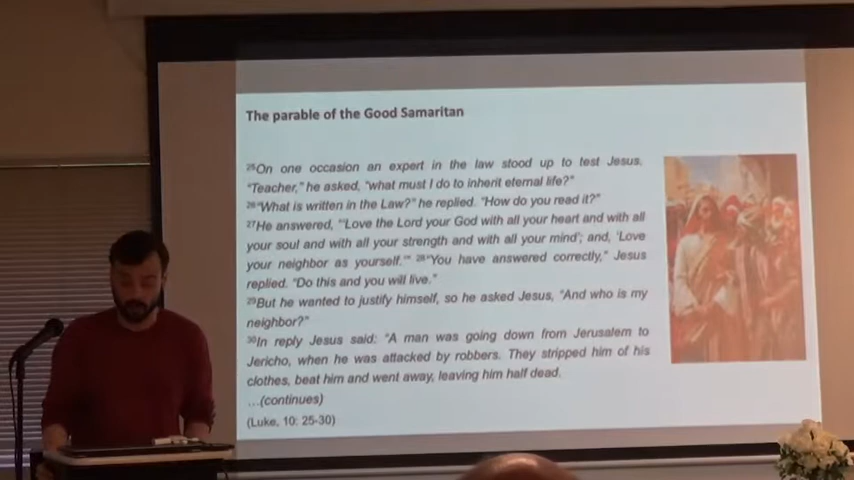 The parable of the Good Samaritan
25On one occasion an expert in the law stood up to test Jesus.
"Teacher," he asked, "what must I do to inherit eternal life?"
26"What is written in the Law?" he replied. "How do you read it?"
27He answered, "'Love the Lord your God with all your heart and with all
your soul and with all your strength and with all your mind'; and, 'Love
your neighbor as yourself.'" 28"You have answered correctly," Jesus
replied. "Do this and you will live."
29But he wanted to justify himself, so he asked Jesus, "And who is my
neighbor?"
30In reply Jesus said: "A man was going down from Jerusalem to
Jericho, when he was attacked by robbers. They stripped him of his
clothes, beat him and went away, leaving him half dead.
…(continues)
(Luke, 10: 25-30)